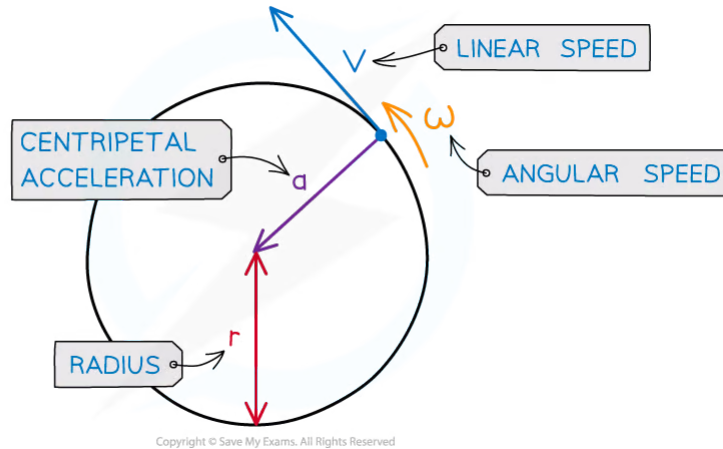 V
LINEAR SPEED
ω
CENTRIPETAL
ACCELERATION
a
ANGULAR SPEED
r
RADIUS
Copyright © Save My Exams. All Rights Reserved